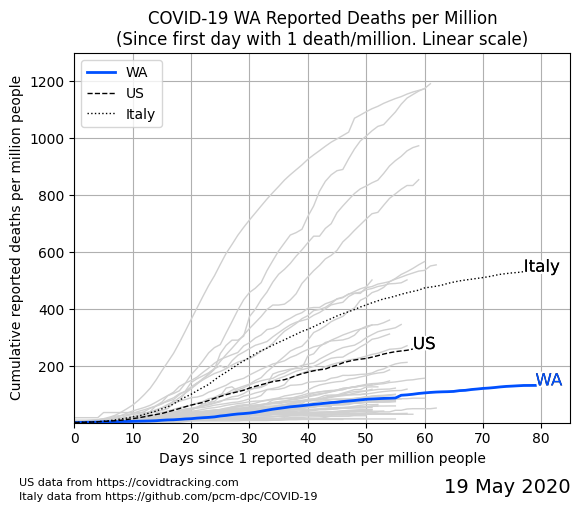 COVID-19 WA Reported Deaths per Million
(Since first day with 1 death/million. Linear scale)
Cumulative reported deaths per million people
1200
1000
800
600
400
200
WA
US
Italy
Italy
US
WA
0 10 20 30 40 50 60 70 80
Days since 1 reported death per million people
US data from https://covidtracking.com
Italy data from https://github.com/pcm-dpc/COVID-19
19 May 2020